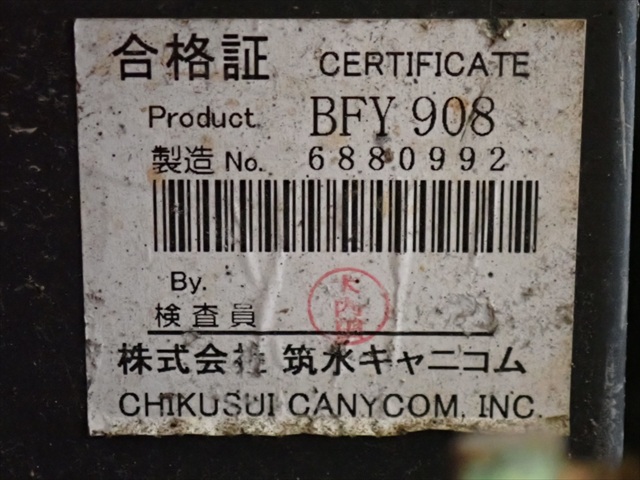 合格証 CERTIFICATE
Product BFY 908
製造 No. 6880992
By.
検査員
株式会社 筑水キャニコム
CHIKUSUI CANYCOM, INC.